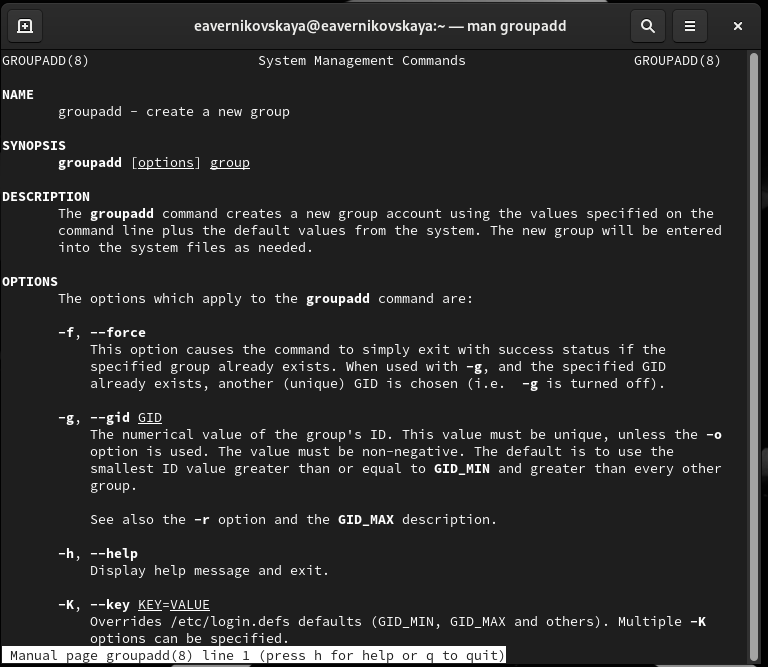 eavernikovskaya@eavernikovskaya:~ — man groupadd
GROUPADD(8) System Management Commands GROUPADD(8)
NAME
groupadd - create a new group
SYNOPSIS
groupadd [options] group
DESCRIPTION
The groupadd command creates a new group account using the values specified on the
command line plus the default values from the system. The new group will be entered
into the system files as needed.
OPTIONS
The options which apply to the groupadd command are:
-f, --force
This option causes the command to simply exit with success status if the
specified group already exists. When used with -g, and the specified GID
already exists, another (unique) GID is chosen (i.e.  -g is turned off).
-g, --gid GID
The numerical value of the group's ID. This value must be unique, unless the -o
option is used. The value must be non-negative. The default is to use the
smallest ID value greater than or equal to GID_MIN and greater than every other
group.
See also the -r option and the GID_MAX description.
-h, --help
Display help message and exit.
-K, --key KEY=VALUE
Overrides /etc/login.defs defaults (GID_MIN, GID_MAX and others). Multiple -K
options can be specified.
Manual page groupadd(8) line 1 (press h for help or q to quit)